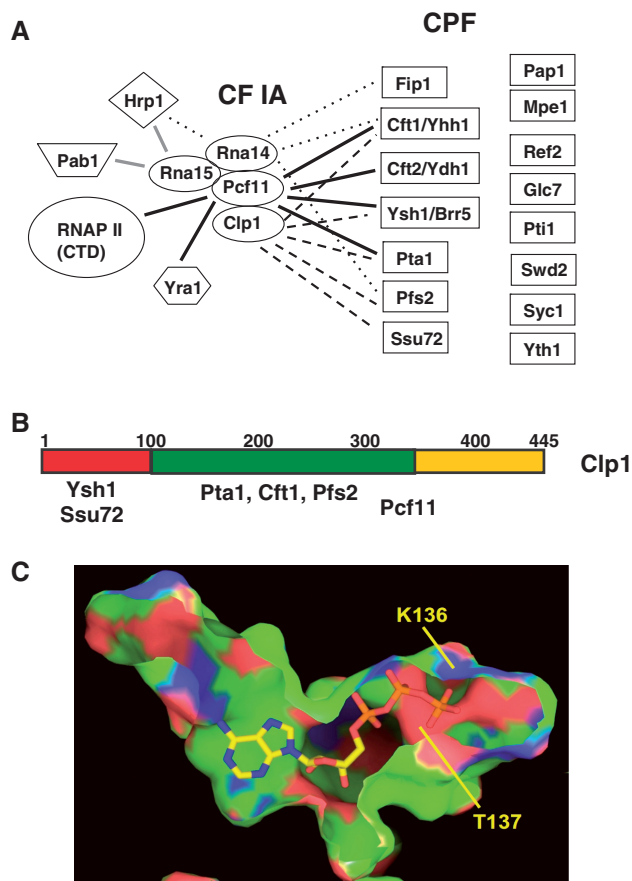 A
CPF
CF IA
Hrp1
Pab1
Rna14
Rna15
Pcf11
Clp1
RNAP II
(CTD)
Yra1
Fip1
Cft1/Yhh1
Cft2/Ydh1
Ysh1/Brr5
Pta1
Pfs2
Ssu72
Pap1
Mpe1
Ref2
Glc7
Pti1
Swd2
Syc1
Yth1
B
1 100 200 300 400 445
Clp1
Ysh1 Pta1, Cft1, Pfs2
Ssu72 Pcf11
C
K136
T137